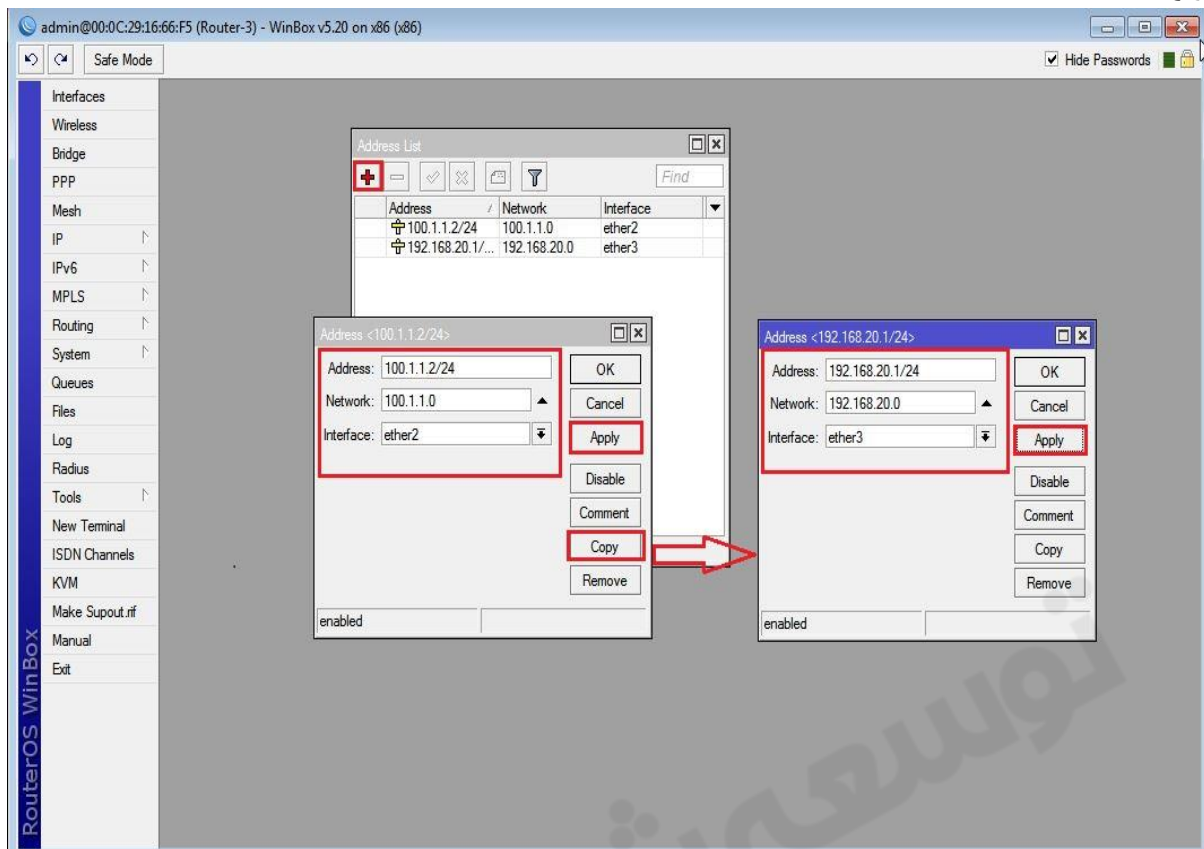 admin@00:0C:29:16:66:F5 (Router-3) - WinBox v5.20 on x86 (x86)
Safe Mode
Hide Passwords
Interfaces
Wireless
Bridge
PPP
Mesh
IP
IPv6
MPLS
Routing
System
Queues
Files
Log
Radius
Tools
New Terminal
ISDN Channels
KVM
Make Supout.rif
Manual
Exit
RouterOS WinBox
Address List
Find
Address Network Interface
100.1.1.2/24 100.1.1.0 ether2
192.168.20.1/... 192.168.20.0 ether3
Address <100.1.1.2/24>
Address: 100.1.1.2/24
Network: 100.1.1.0
Interface: ether2
OK
Cancel
Apply
Disable
Comment
Copy
Remove
enabled
Address <192.168.20.1/24>
Address: 192.168.20.1/24
Network: 192.168.20.0
Interface: ether3
OK
Cancel
Apply
Disable
Comment
Copy
Remove
enabled
توسعه